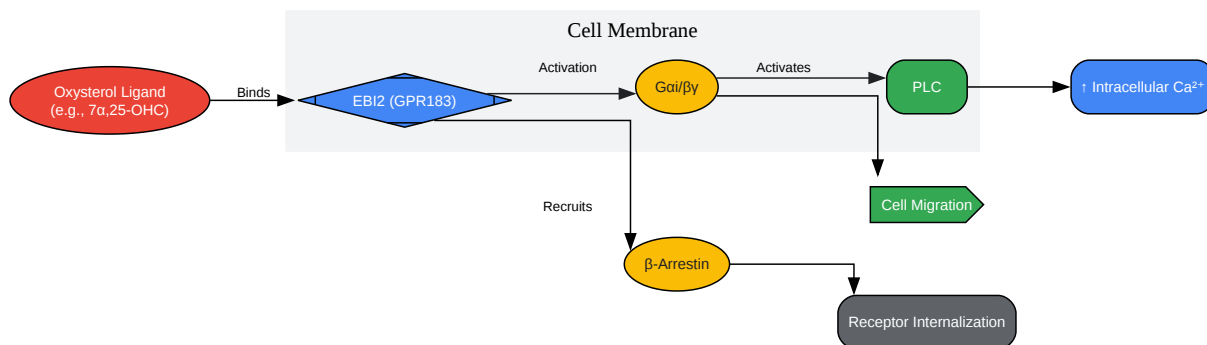 Cell Membrane
Oxysterol Ligand
(e.g., 7α,25-OHC)
Binds
EBI2 (GPR183)
Activation
Gαi/βγ
Activates
PLC
↑ Intracellular Ca²⁺
Cell Migration
Recruits
β-Arrestin
Receptor Internalization